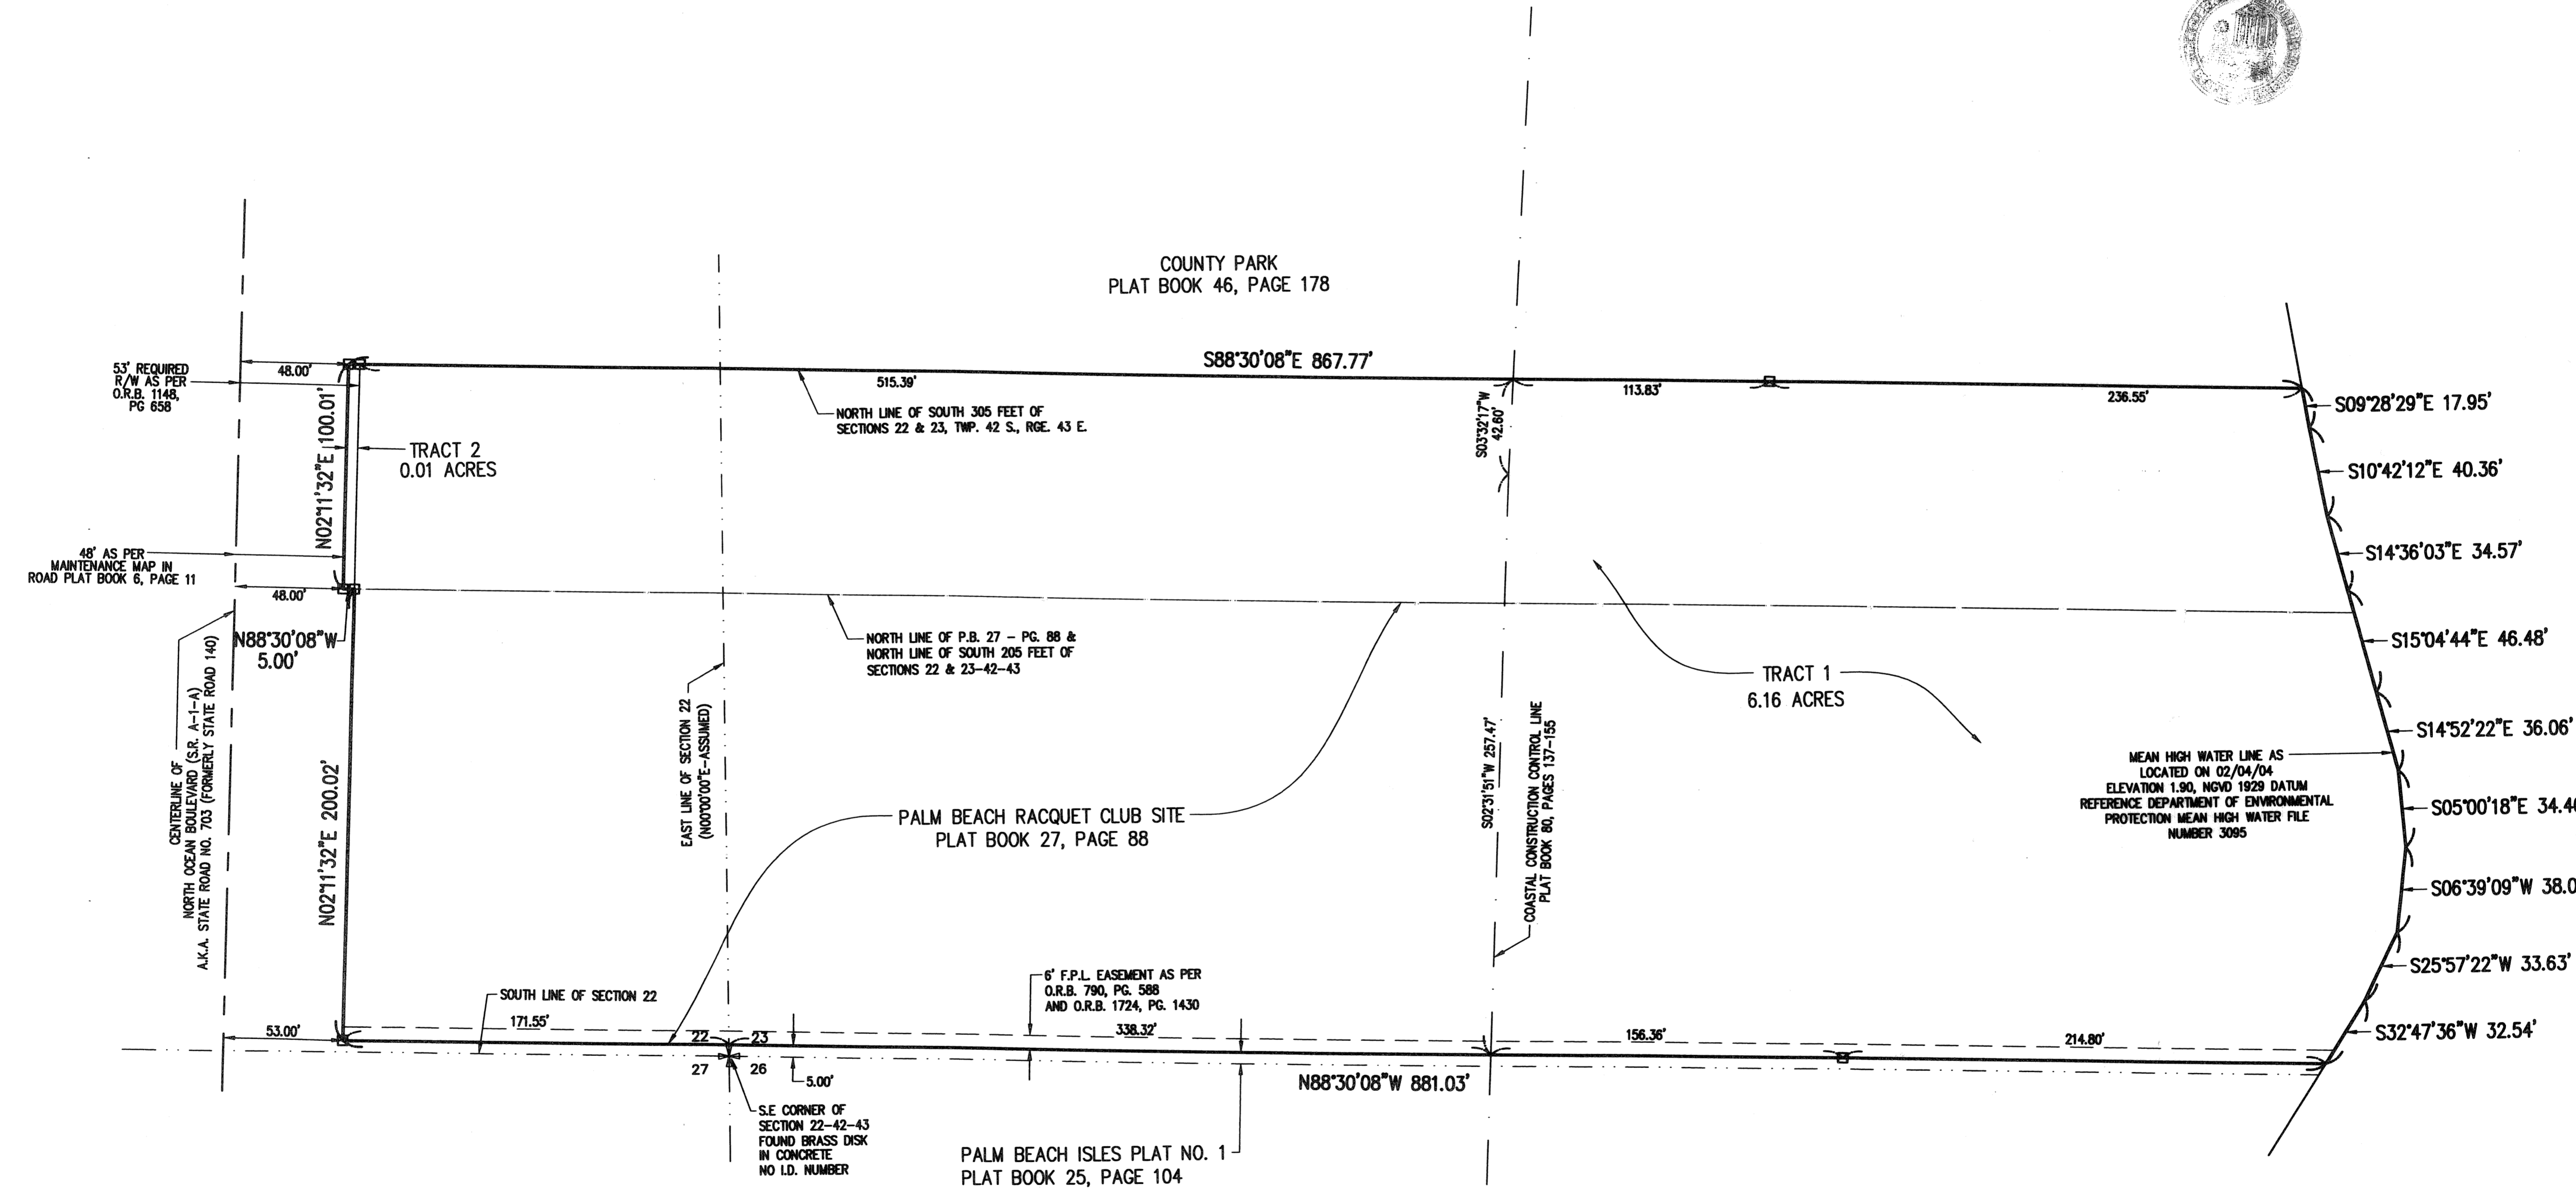 COUNTY PARK
PLAT BOOK 46, PAGE 178
53' REQUIRED
R/W AS PER
O.R.B. 1148,
PG 658
48.00'
S88°30'08"E 867.77'
515.39'
113.83'
236.55'
NORTH LINE OF SOUTH 305 FEET OF
SECTIONS 22 & 23, TWP. 42 S., RGE. 43 E.
S03°32'17"W
42.60'
N02°11'32"E 100.01'
TRACT 2
0.01 ACRES
S09°28'29"E 17.95'
S10°42'12"E 40.36'
S14°36'03"E 34.57'
S15°04'44"E 46.48'
S14°52'22"E 36.06'
S05°00'18"E
S06°39'09"W
S25°57'22"W 33.63'
S32°47'36"W 32.54'
48' AS PER
MAINTENANCE MAP IN
ROAD PLAT BOOK 6, PAGE 11
48.00'
N88°30'08"W
5.00'
NORTH LINE OF P.B. 27 - PG. 88 &
NORTH LINE OF SOUTH 205 FEET OF
SECTIONS 22 & 23-42-43
TRACT 1
6.16 ACRES
CENTERLINE OF
NORTH OCEAN BOULEVARD (S.R. A-1-A)
A.K.A. STATE ROAD NO. 703 (FORMERLY STATE ROAD 140)
N02°11'32"E 200.02'
EAST LINE OF SECTION 22
(N00°00'00"E-ASSUMED)
S02°31'51"W 257.47'
COASTAL CONSTRUCTION CONTROL LINE
PLAT BOOK 80, PAGES 137-155
MEAN HIGH WATER LINE AS
LOCATED ON 02/04/04
ELEVATION 1.90, NGVD 1929 DATUM
REFERENCE DEPARTMENT OF ENVIRONMENTAL
PROTECTION MEAN HIGH WATER FILE
NUMBER 3095
PALM BEACH RACQUET CLUB SITE
PLAT BOOK 27, PAGE 88
6' F.P.L. EASEMENT AS PER
O.R.B. 790, PG. 588
AND O.R.B. 1724, PG. 1430
SOUTH LINE OF SECTION 22
53.00'
171.55'
338.32'
156.36'
214.80'
22 23
27 26
5.00'
N88°30'08"W 881.03'
S.E CORNER OF
SECTION 22-42-43
FOUND BRASS DISK
IN CONCRETE
NO I.D. NUMBER
PALM BEACH ISLES PLAT NO. 1
PLAT BOOK 25, PAGE 104